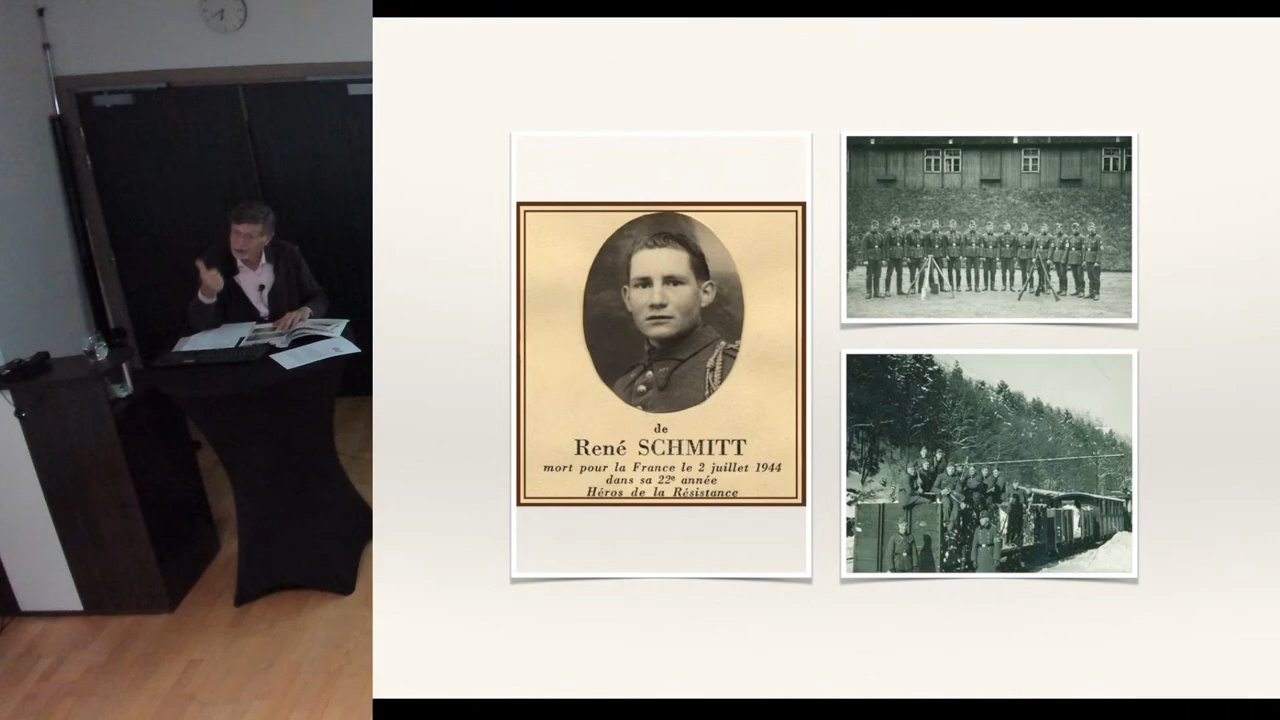 de
René SCHMITT
mort pour la France le 2 juillet 1944
dans sa 22e année
Héros de la Résistance